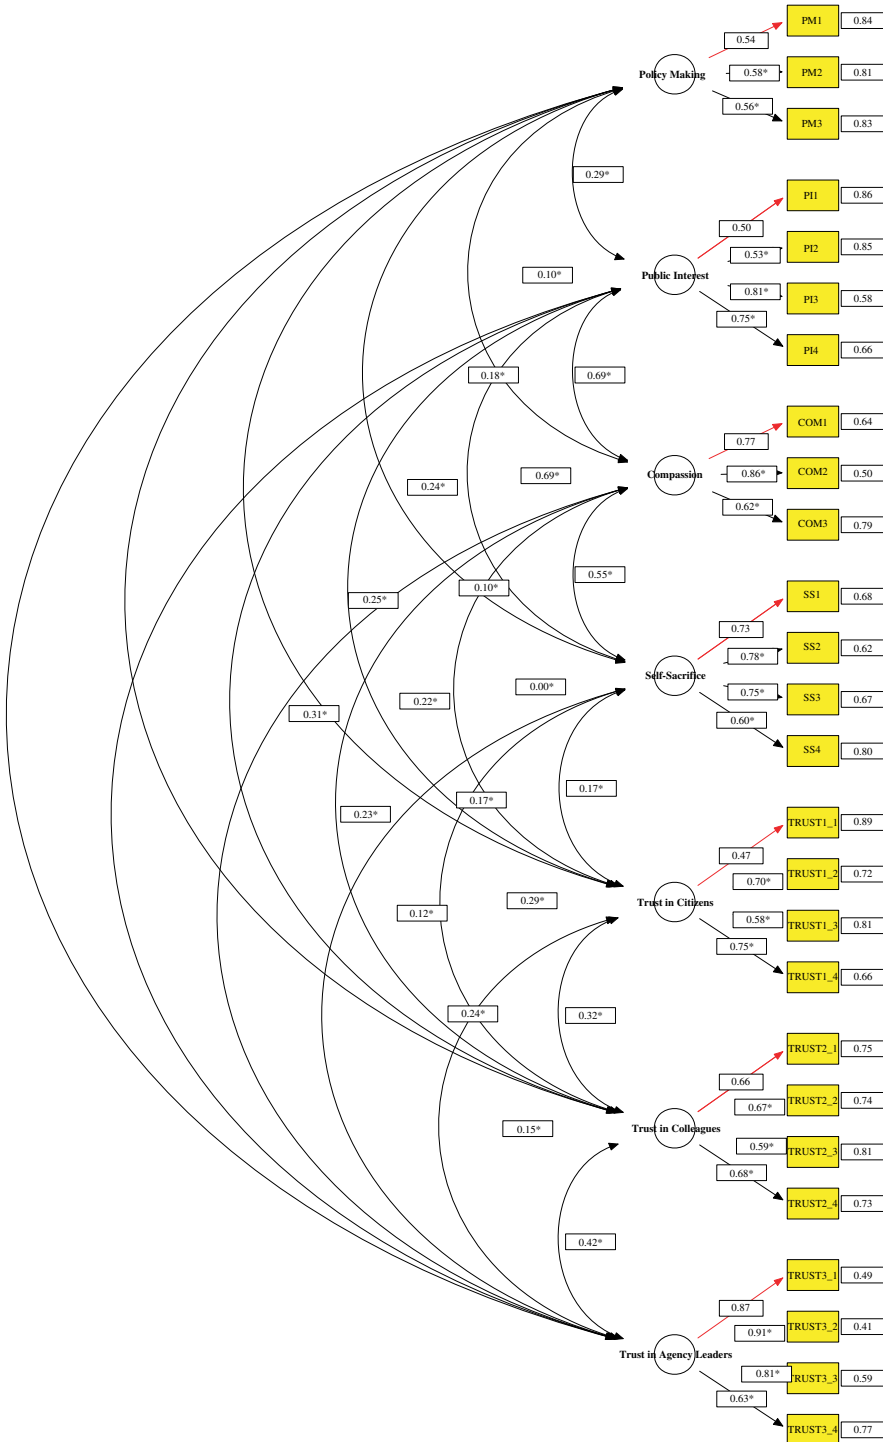 PM1 0.84
0.54
Policy Making 0.58* PM2 0.81
0.56*
PM3 0.83
0.29*
PI1 0.86
0.50
PI2 0.85
0.53*
Public Interest
0.10*
0.81* PI3 0.58
0.75*
PI4 0.66
0.18* 0.69*
COM1 0.64
0.77
0.24* 0.69* Compassion 0.86* COM2 0.50
0.62*
COM3 0.79
0.25* 0.10* 0.55*
SS1 0.68
0.73
SS2 0.62
0.78*
Self-Sacrifice
0.00*
0.75* SS3 0.67
0.31* 0.22* 0.60*
SS4 0.80
0.23* 0.17* 0.17*
TRUST1_1 0.89
0.47
0.70* TRUST1_2 0.72
0.12* 0.29* Trust in Citizens
0.58* TRUST1_3 0.81
0.75*
TRUST1_4 0.66
0.24* 0.32*
TRUST2_1 0.75
0.66
0.67* TRUST2_2 0.74
0.15* Trust in Colleagues
0.59* TRUST2_3 0.81
0.68*
TRUST2_4 0.73
0.42*
TRUST3_1 0.49
0.87
0.91* TRUST3_2 0.41
Trust in Agency Leaders
0.81* TRUST3_3 0.59
0.63*
TRUST3_4 0.77